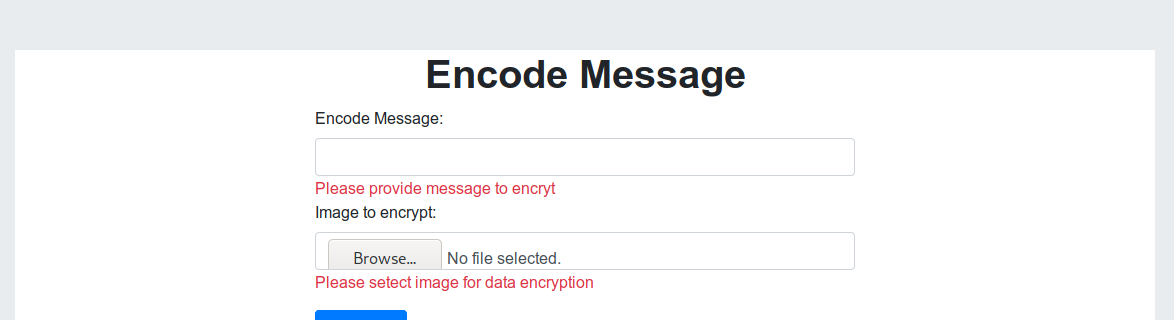 Encode Message
Encode Message:
Please provide message to encryt
Image to encrypt:
Browse... No file selected.
Please setect image for data encryption